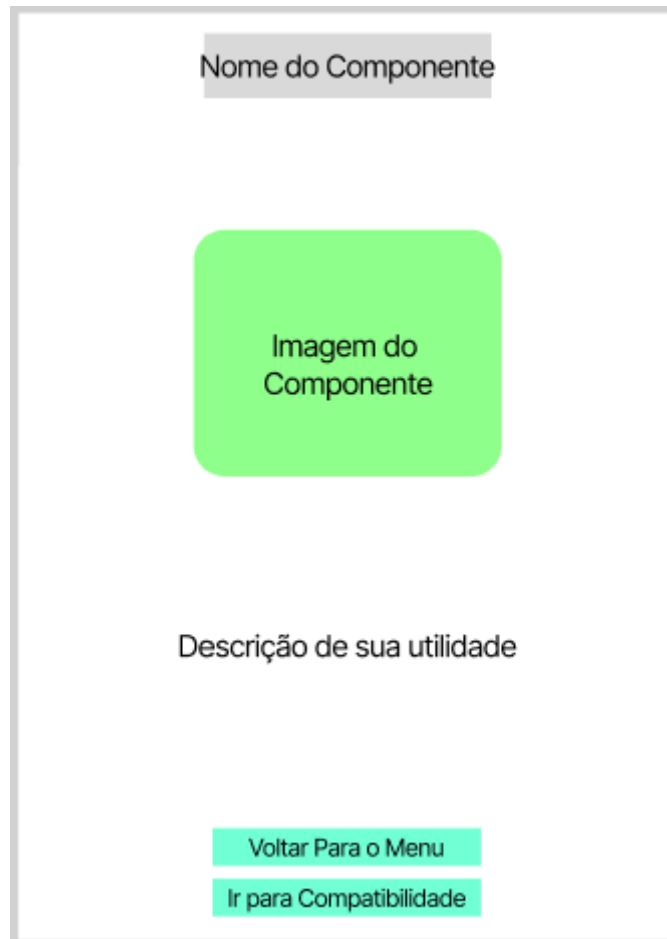 Nome do Componente
Imagem do
Componente
Descrição de sua utilidade
Voltar Para o Menu
Ir para Compatibilidade